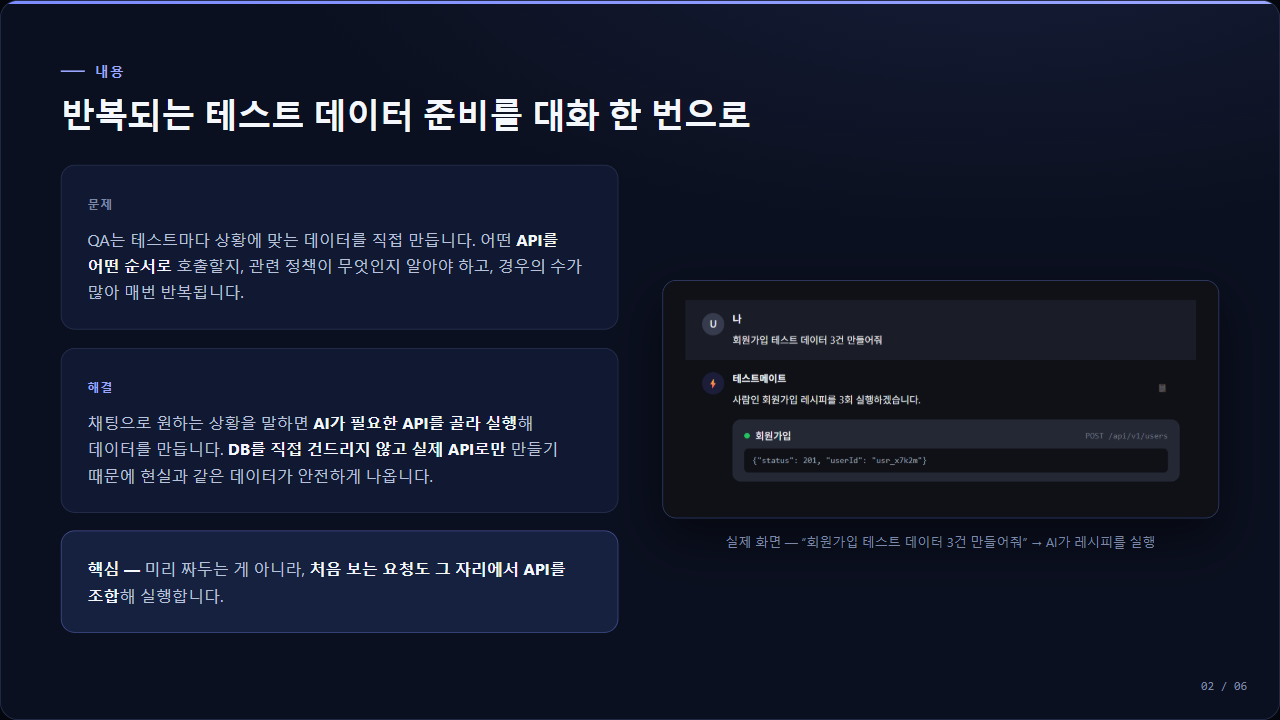 내용
반복되는 테스트 데이터 준비를 대화 한 번으로
문제
QA는 테스트마다 상황에 맞는 데이터를 직접 만듭니다. 어떤 API를
어떤 순서로 호출할지, 관련 정책이 무엇인지 알아야 하고, 경우의 수가
많아 매번 반복됩니다.
해결
채팅으로 원하는 상황을 말하면 AI가 필요한 API를 골라 실행해
데이터를 만듭니다. DB를 직접 건드리지 않고 실제 API로만 만들기
때문에 현실과 같은 데이터가 안전하게 나옵니다.
핵심 — 미리 짜두는 게 아니라, 처음 보는 요청도 그 자리에서 API를
조합해 실행합니다.
U
나
회원가입 테스트 데이터 3건 만들어줘
테스트메이트
사람인 회원가입 레시피를 3회 실행하겠습니다.
회원가입
POST /api/v1/users
{"status": 201, "userId": "usr_x7k2m"}
실제 화면 — “회원가입 테스트 데이터 3건 만들어줘” → AI가 레시피를 실행
02 / 06